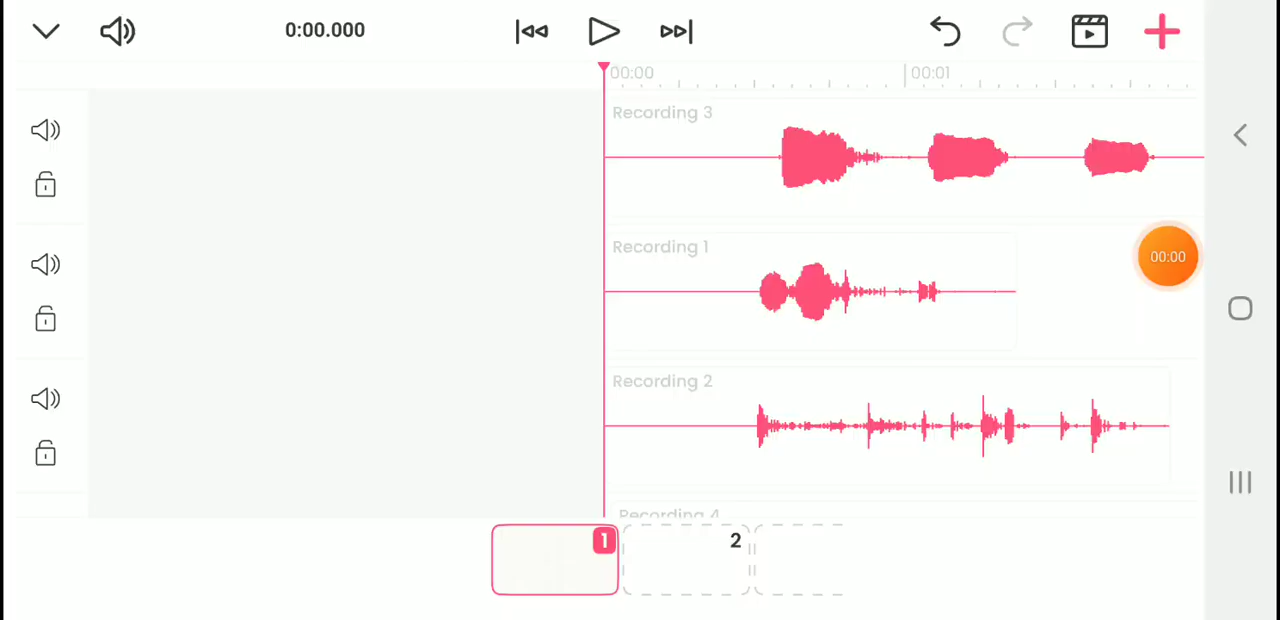 0:00.000
00:00
00:01
Recording 3
Recording 1
00:00
Recording 2
Recording 4
1
2